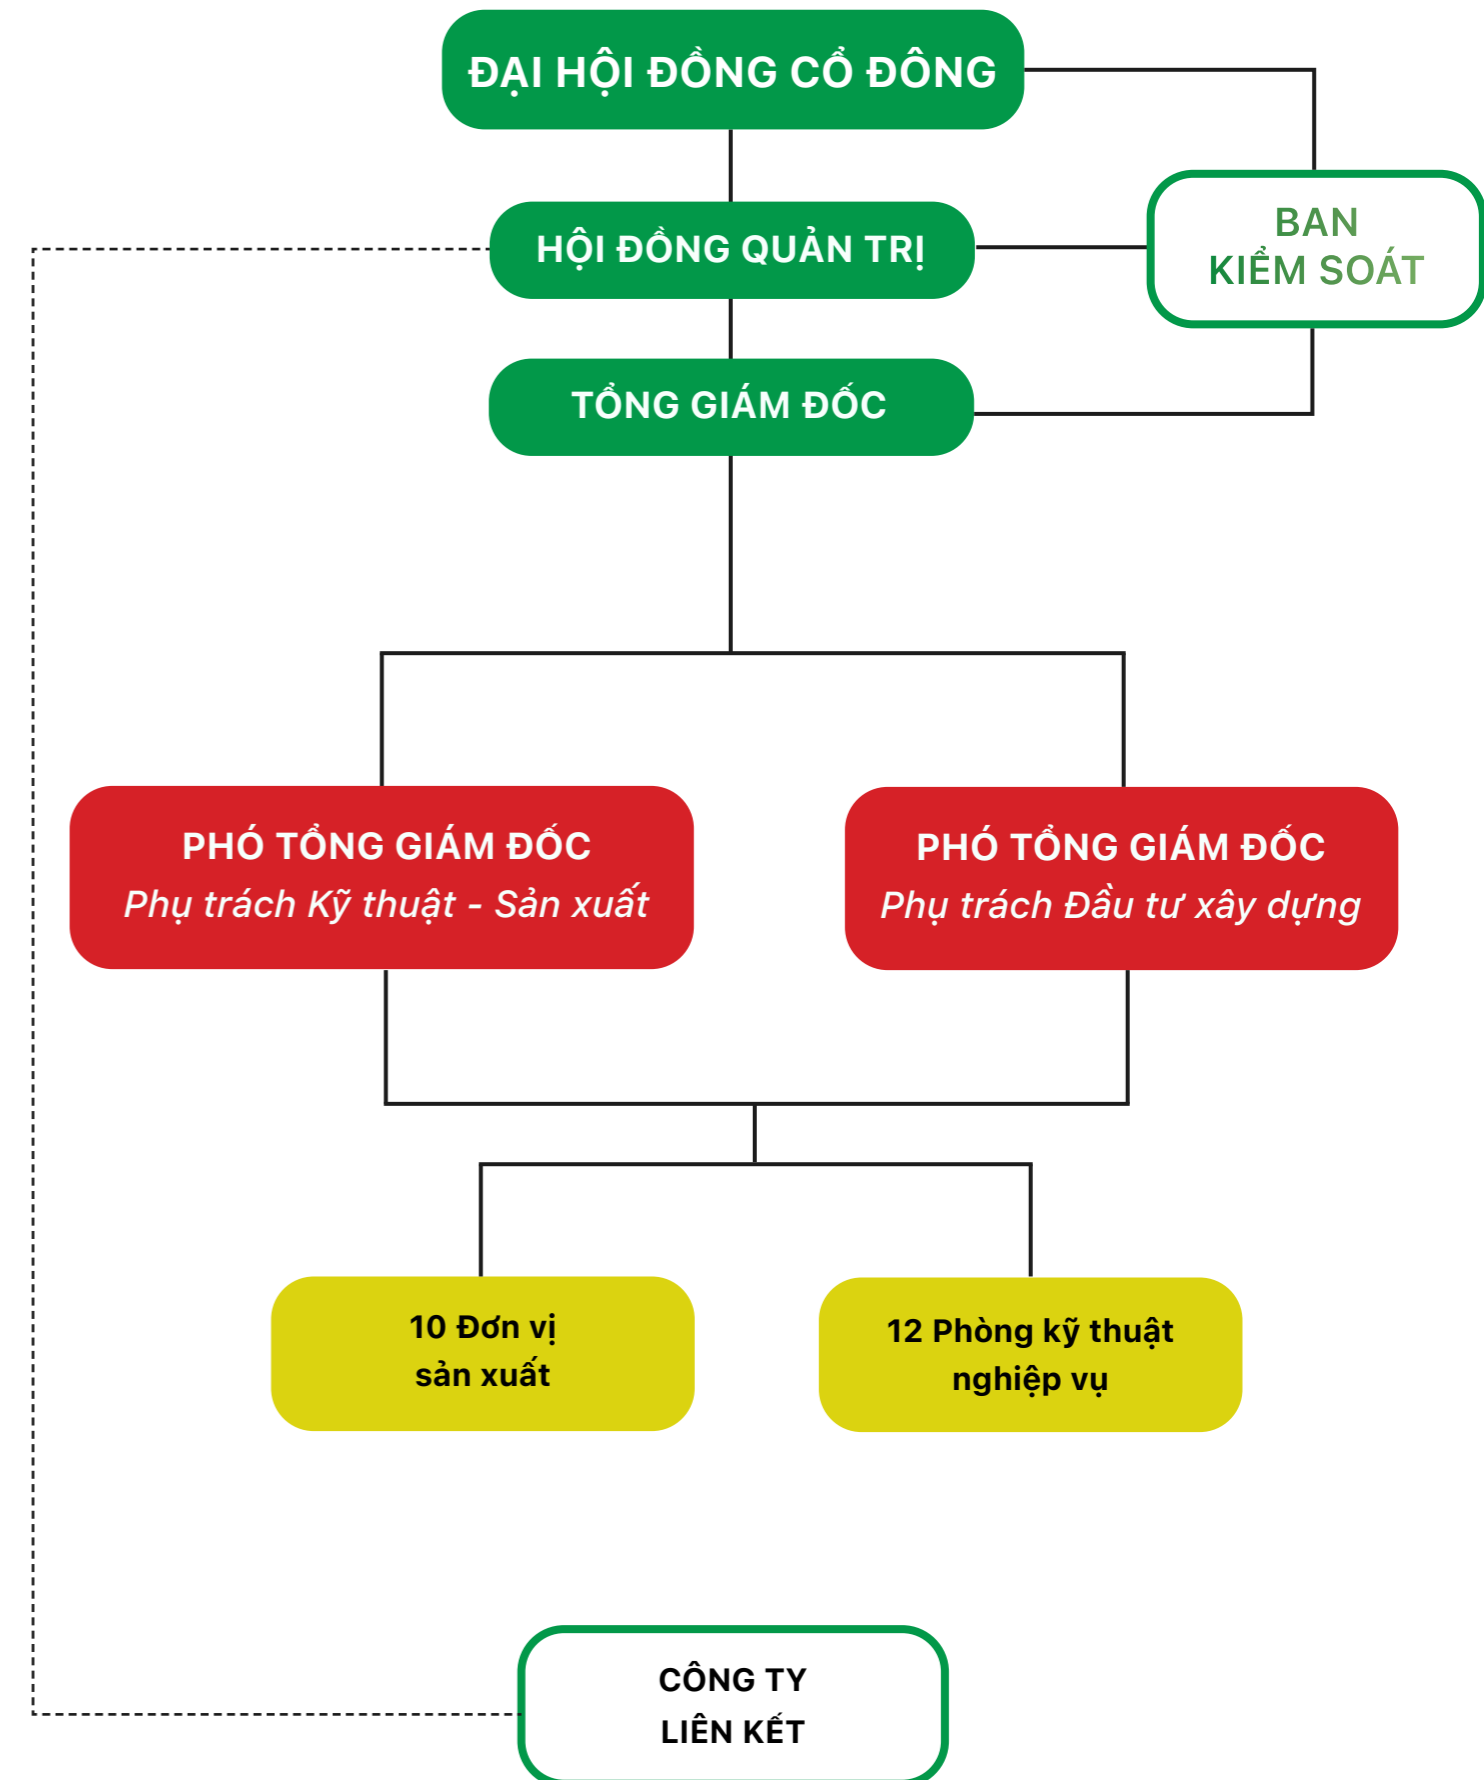 ĐẠI HỘI ĐỒNG CỔ ĐÔNG
HỘI ĐỒNG QUẢN TRỊ
BAN
KIỂM SOÁT
TỔNG GIÁM ĐỐC
PHÓ TỔNG GIÁM ĐỐC
Phụ trách Kỹ thuật - Sản xuất
PHÓ TỔNG GIÁM ĐỐC
Phụ trách Đầu tư xây dựng
10 Đơn vị
sản xuất
12 Phòng kỹ thuật
nghiệp vụ
CÔNG TY
LIÊN KẾT